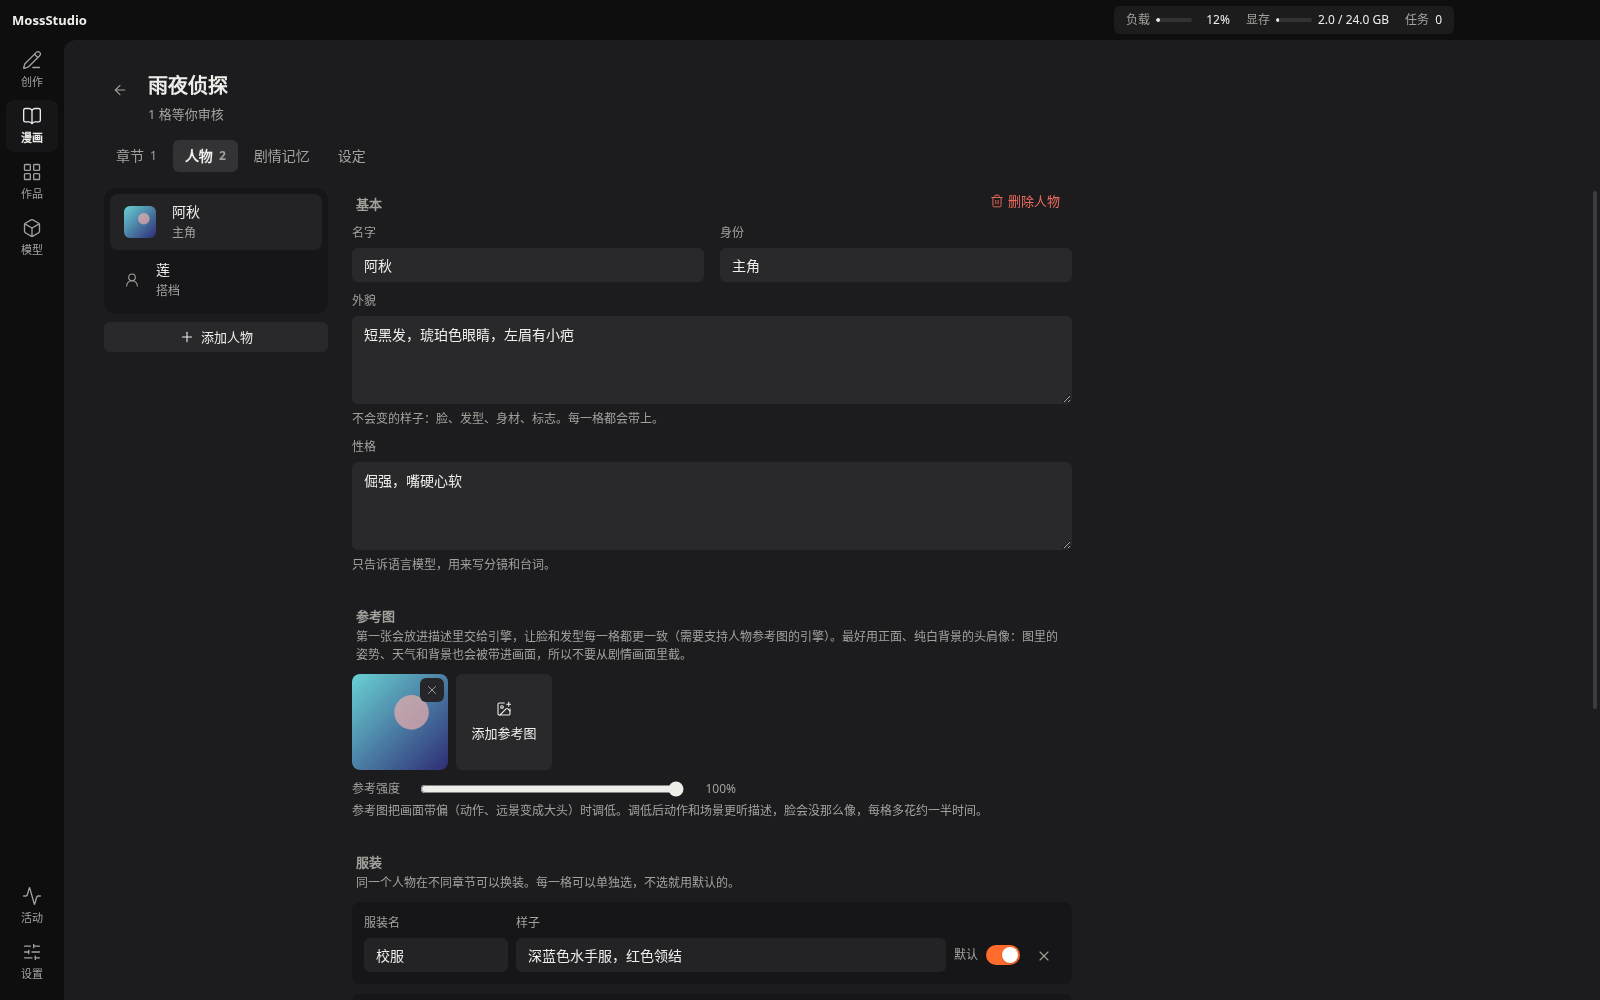 MossStudio
负载 12% 显存 2.0 / 24.0 GB 任务 0
创作
漫画
作品
模型
活动
设置
雨夜侦探
1 格等你审核
章节 1 人物 2 剧情记忆 设定
阿秋
主角
莲
搭档
添加人物
基本 删除人物
名字 身份
阿秋 主角
外貌
短黑发，琥珀色眼睛，左眉有小疤
不会变的样子：脸、发型、身材、标志。每一格都会带上。
性格
倔强，嘴硬心软
只告诉语言模型，用来写分镜和台词。
参考图
第一张会放进描述里交给引擎，让脸和发型每一格都更一致（需要支持人物参考图的引擎）。最好用正面、纯白背景的头肩像：图里的
姿势、天气和背景也会被带进画面，所以不要从剧情画面里截。
添加参考图
参考强度 100%
参考图把画面带偏（动作、远景变成大头）时调低。调低后动作和场景更听描述，脸会没那么像，每格多花约一半时间。
服装
同一个人物在不同章节可以换装。每一格可以单独选，不选就用默认的。
服装名 样子
校服 深蓝色水手服，红色领结 默认